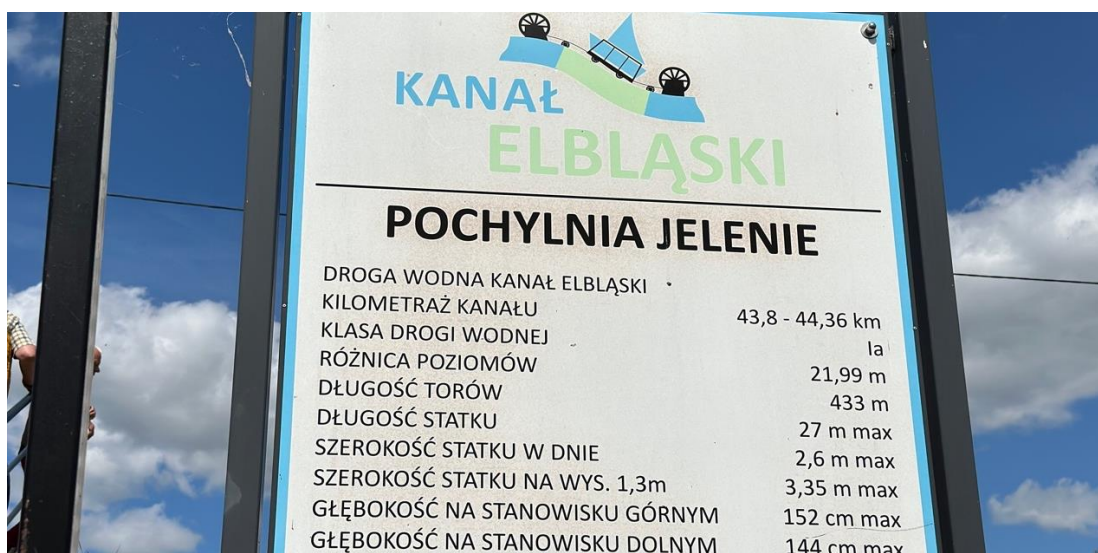 KANAŁ
ELBLĄSKI
POCHYLNIA JELENIE
DROGA WODNA KANAŁ ELBLĄSKI
KILOMETRAŻ KANAŁU 43,8 - 44,36 km
KLASA DROGI WODNEJ Ia
RÓŻNICA POZIOMÓW 21,99 m
DŁUGOŚĆ TORÓW 433 m
DŁUGOŚĆ STATKU 27 m max
SZEROKOŚĆ STATKU W DNIE 2,6 m max
SZEROKOŚĆ STATKU NA WYS. 1,3m 3,35 m max
GŁĘBOKOŚĆ NA STANOWISKU GÓRNYM 152 cm max
GŁĘBOKOŚĆ NA STANOWISKU DOLNYM 144 cm max